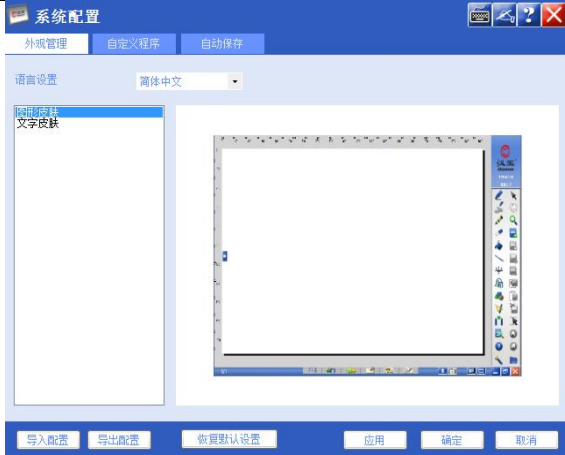 系统配置
外观管理 自定义程序 自动保存
语言设置 简体中文
图形皮肤
文字皮肤
导入配置 导出配置 恢复默认设置 应用 确定 取消